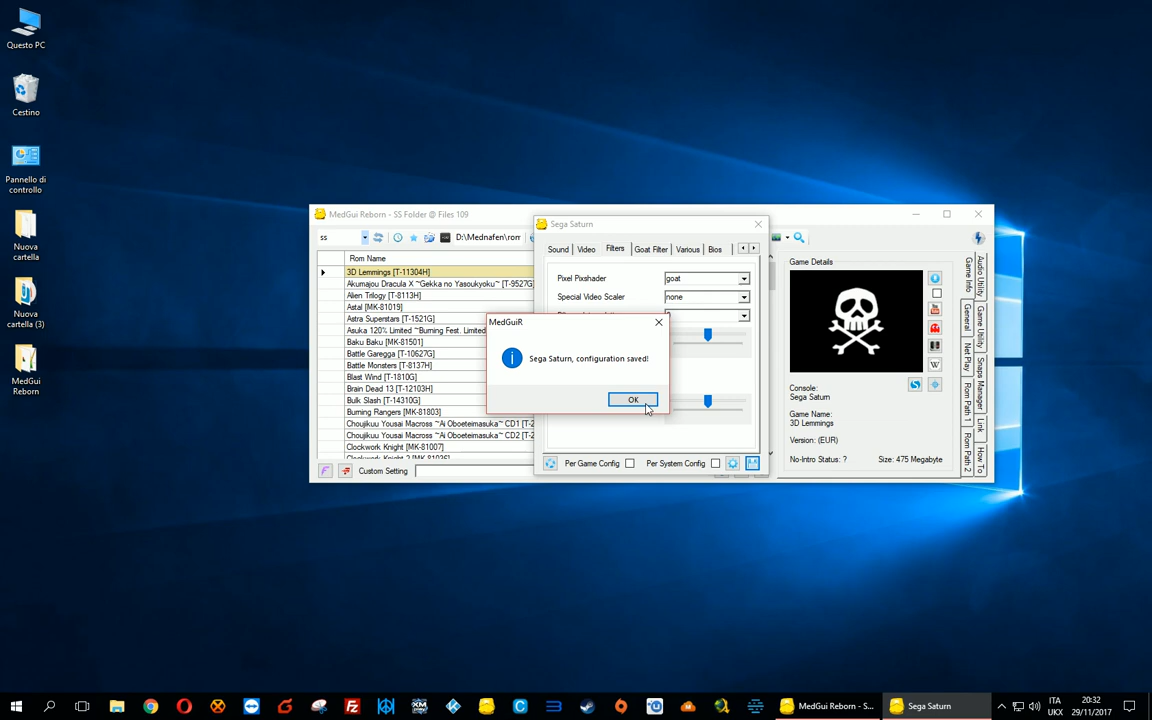 Questo PC
Cestino
Pannello di
controllo
Nuova
cartella
Nuova
cartella (3)
MedGui
Reborn
MedGui Reborn - SS Folder @ Files 109
ss
D:\Mednafen\rom
Rom Name
3D Lemmings [T-11304H]
Akumajou Dracula X ~Gekka no Yasoukyoku~ [T-9527G]
Alien Trilogy [T-8113H]
Astal [MK-81019]
Astra Superstars [T-1521G]
Asuka 120% Limited ~Burning Fest. Limited
Baku Baku [MK-81501]
Battle Garegga [T-10627G]
Battle Monsters [T-8137H]
Blast Wind [T-1810G]
Brain Dead 13 [T-12103H]
Bulk Slash [T-14310G]
Burning Rangers [MK-81803]
Choujikuu Yousai Macross ~Ai Oboeteimasuka~ CD1 [T-2
Choujikuu Yousai Macross ~Ai Oboeteimasuka~ CD2 [T-2
Clockwork Knight [MK-81007]
Custom Setting
Sega Saturn
Sound Video Filters Goat Filter Various Bios
Pixel Pixshader goat
Special Video Scaler none
MedGuiR
Sega Saturn, configuration saved!
OK
Per Game Config Per System Config
Game Details
Console:
Sega Saturn
Game Name:
3D Lemmings
Version: (EUR)
No-Intro Status: ? Size: 475 Megabyte
Game Info
General
Net Play
Rom Path 1
Rom Path 2
Audio Utility
Game Utility
Snaps Manager
Link
How To
MedGui Reborn - S...
Sega Saturn
ITA
UKX
20:32
29/11/2017